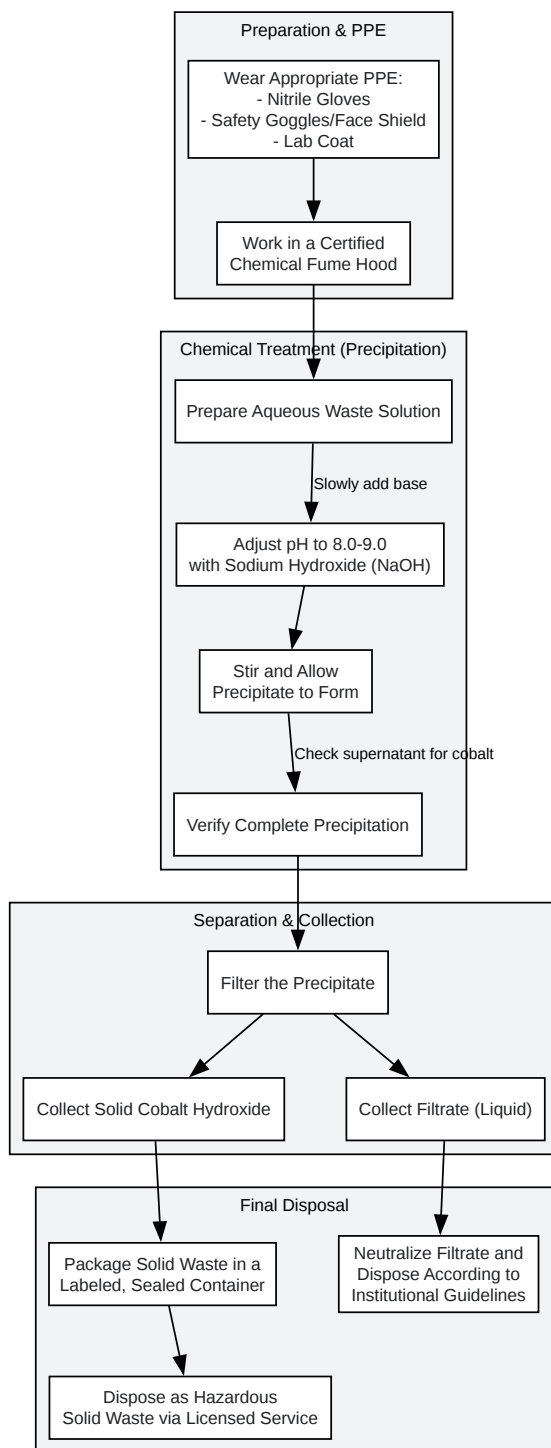 Preparation & PPE
Wear Appropriate PPE:
- Nitrile Gloves
- Safety Goggles/Face Shield
- Lab Coat
Work in a Certified
Chemical Fume Hood
Chemical Treatment (Precipitation)
Prepare Aqueous Waste Solution
Slowly add base
Adjust pH to 8.0-9.0
with Sodium Hydroxide (NaOH)
Stir and Allow
Precipitate to Form
Check supernatant for cobalt
Verify Complete Precipitation
Separation & Collection
Filter the Precipitate
Collect Solid Cobalt Hydroxide
Collect Filtrate (Liquid)
Final Disposal
Package Solid Waste in a
Labeled, Sealed Container
Neutralize Filtrate and
Dispose According to
Institutional Guidelines
Dispose as Hazardous
Solid Waste via Licensed Service